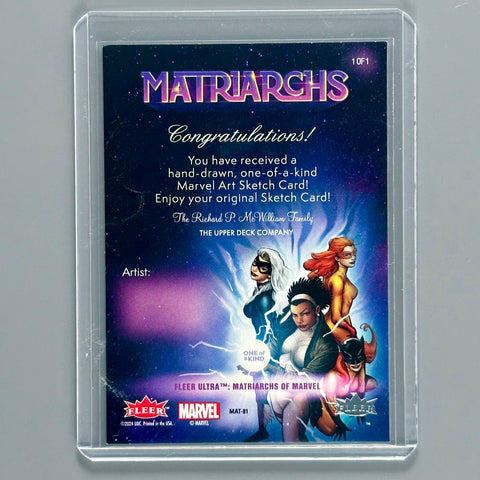 1 OF 1
MATRIARCHS
Congratulations!
You have received a
hand-drawn, one-of-a-kind
Marvel Art Sketch Card!
Enjoy your original Sketch Card!
The Richard P. McWilliam Family
THE UPPER DECK COMPANY
Artist:
ONE of
#KIND
FLEER ULTRA™: MATRIARCHS OF MARVEL
FLEER
MARVEL
MAT-81
FLEER
©2024 UDC. Printed in the USA.
© MARVEL
™